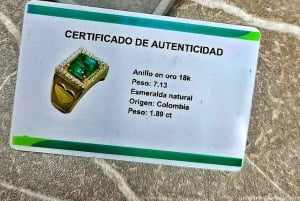 CERTIFICADO DE AUTENTICIDAD
Anillo en oro 18k
Peso: 7.13
Esmeralda natural
Origen: Colombia
Peso: 1.89 ct